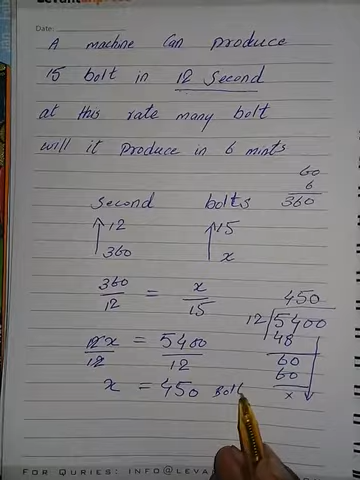 Levant express
Date:
A machine Can produce
15 bolt in 12 second
at this rate many bolt
will it Produce in 6 mints
60
6
360
second bolts
12 15
360 x
360/12 = x/15
450
12 5400
48
60
60
x
12x/12 = 5400/12
x = 450 Bolt
FOR QURIES: INFO@LEVA